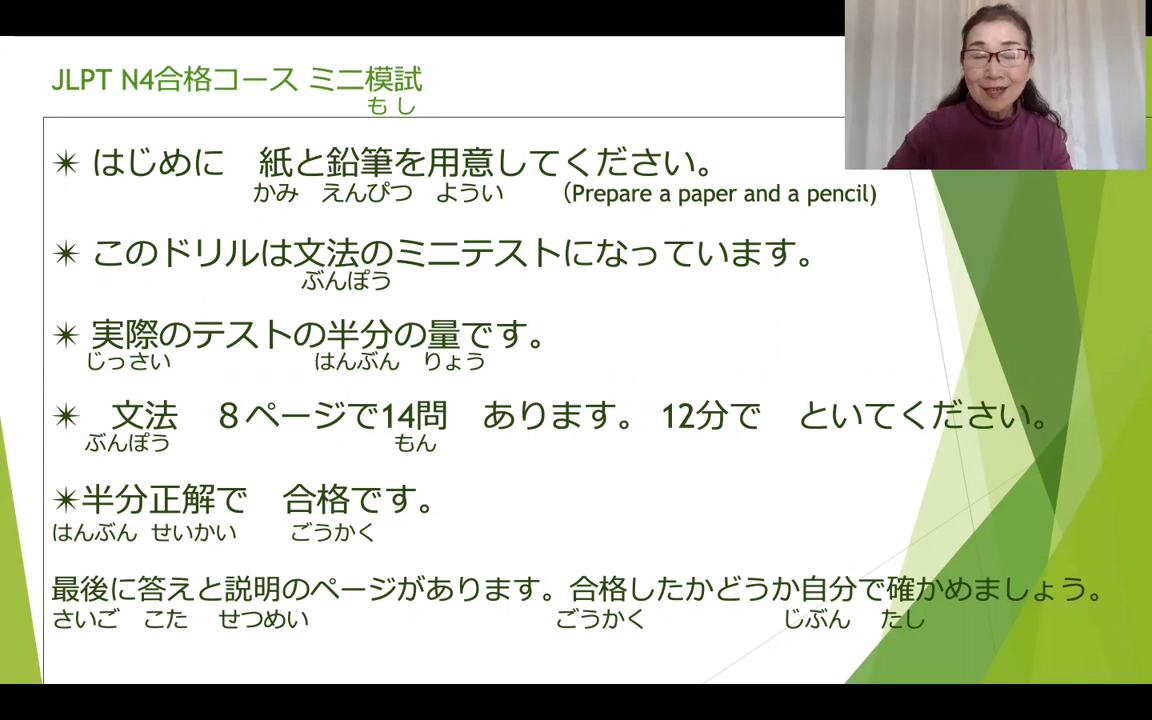 JLPT N4合格コース ミニ模試
もし
✴ はじめに　紙と鉛筆を用意してください。
かみ　えんぴつ　ようい　（Prepare a paper and a pencil)
✴ このドリルは文法のミニテストになっています。
ぶんぽう
✴ 実際のテストの半分の量です。
じっさい　はんぶん　りょう
✴　文法　８ページで14問　あります。 12分で　といてください。
ぶんぽう　もん
✴半分正解で　合格です。
はんぶん　せいかい　ごうかく
最後に答えと説明のページがあります。合格したかどうか自分で確かめましょう。
さいご　こた　せつめい　ごうかく　じぶん　たし